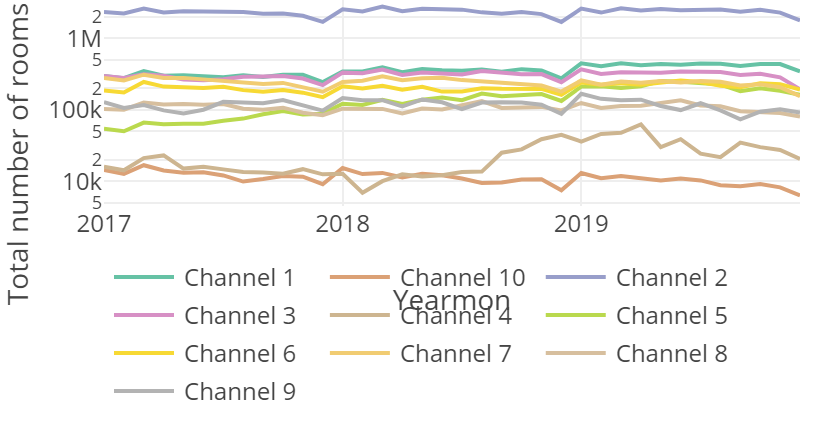 Total number of rooms
2
1M
5
2
100k
5
2
10k
5
2017
2018
2019
Yearmon
Channel 1
Channel 10
Channel 2
Channel 3
Channel 4
Channel 5
Channel 6
Channel 7
Channel 8
Channel 9